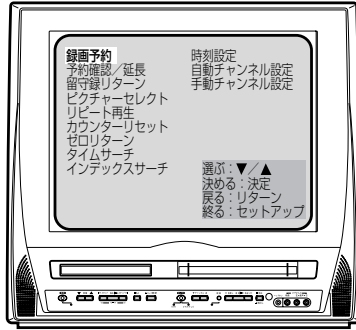 録画予約
予約確認／延長
留守録リターン
ピクチャーセレクト
リピート再生
カウンターリセット
ゼロリターン
タイムサーチ
インデックスサーチ
時刻設定
自動チャンネル設定
手動チャンネル設定
選ぶ：▼／▲
決める：決定
戻る：リターン
終る：セットアップ